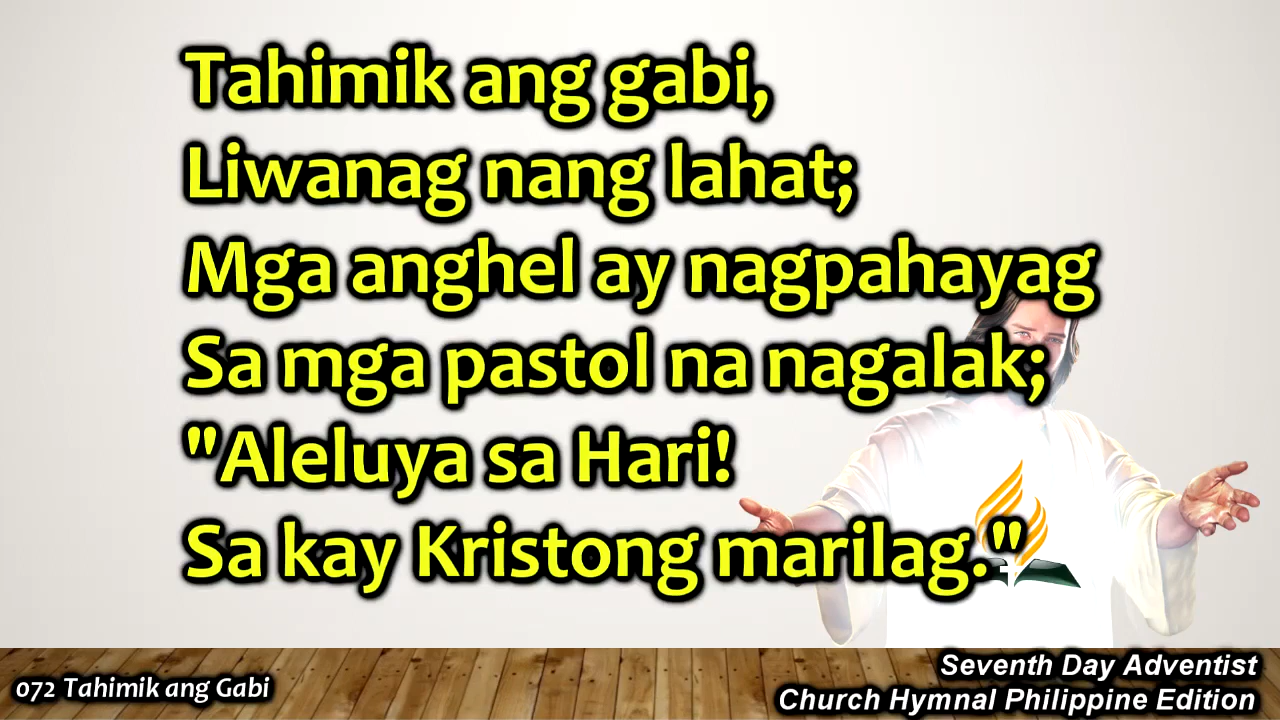 Tahimik ang gabi,
Liwanag nang lahat;
Mga anghel ay nagpahayag
Sa mga pastol na nagalak;
"Aleluya sa Hari!
Sa kay Kristong marilag."
072 Tahimik ang Gabi
Seventh Day Adventist
Church Hymnal Philippine Edition